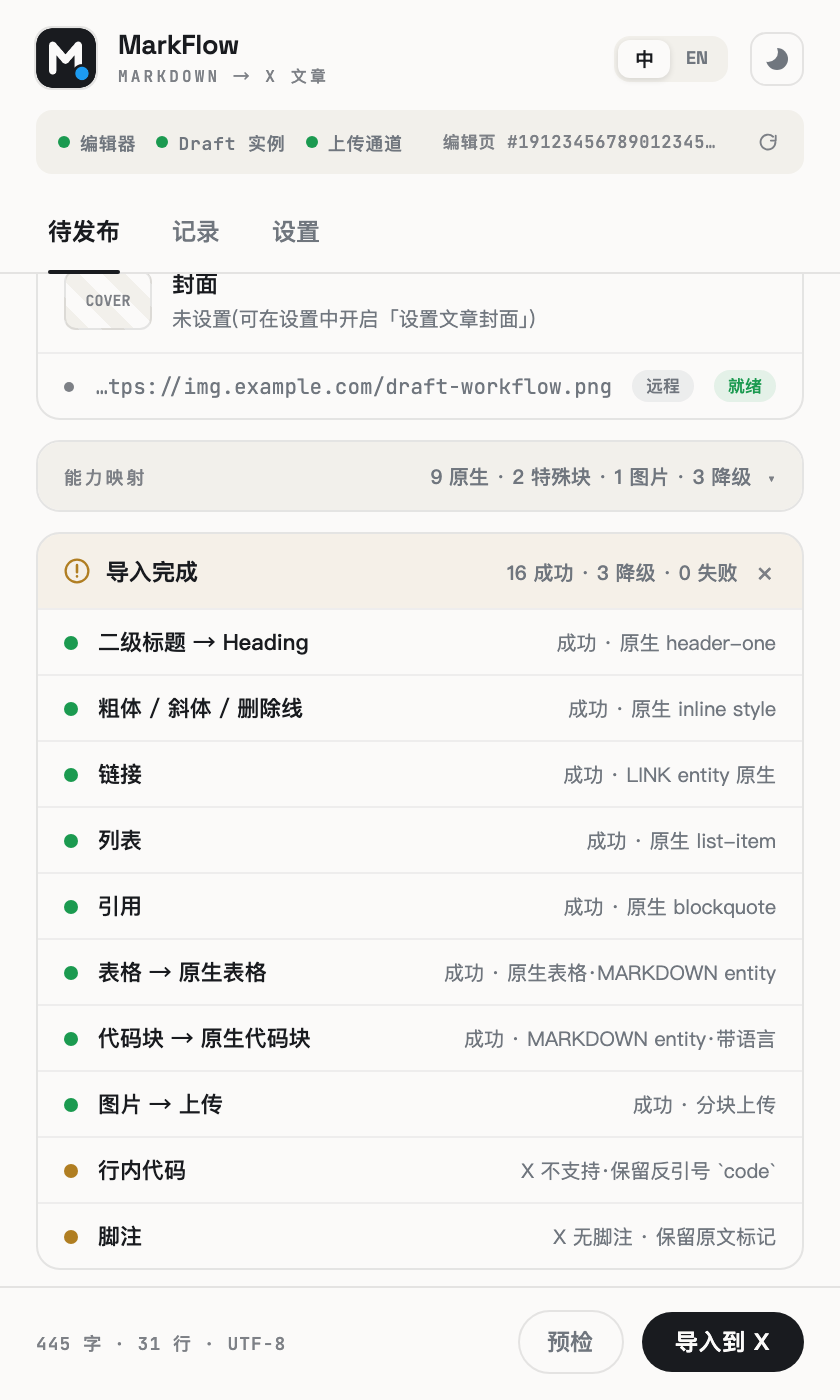 MarkFlow
MARKDOWN → X 文章
中 EN
编辑器 Draft 实例 上传通道 编辑页 #19123456789012345…
待发布 记录 设置
COVER
封面
未设置(可在设置中开启「设置文章封面」)
…tps://img.example.com/draft-workflow.png 远程 就绪
能力映射 9 原生 · 2 特殊块 · 1 图片 · 3 降级 ▾
导入完成 16 成功 · 3 降级 · 0 失败 ✕
二级标题 → Heading 成功 · 原生 header-one
粗体 / 斜体 / 删除线 成功 · 原生 inline style
链接 成功 · LINK entity 原生
列表 成功 · 原生 list-item
引用 成功 · 原生 blockquote
表格 → 原生表格 成功 · 原生表格·MARKDOWN entity
代码块 → 原生代码块 成功 · MARKDOWN entity·带语言
图片 → 上传 成功 · 分块上传
行内代码 X 不支持·保留反引号 `code`
脚注 X 无脚注 · 保留原文标记
445 字 · 31 行 · UTF-8 预检 导入到 X